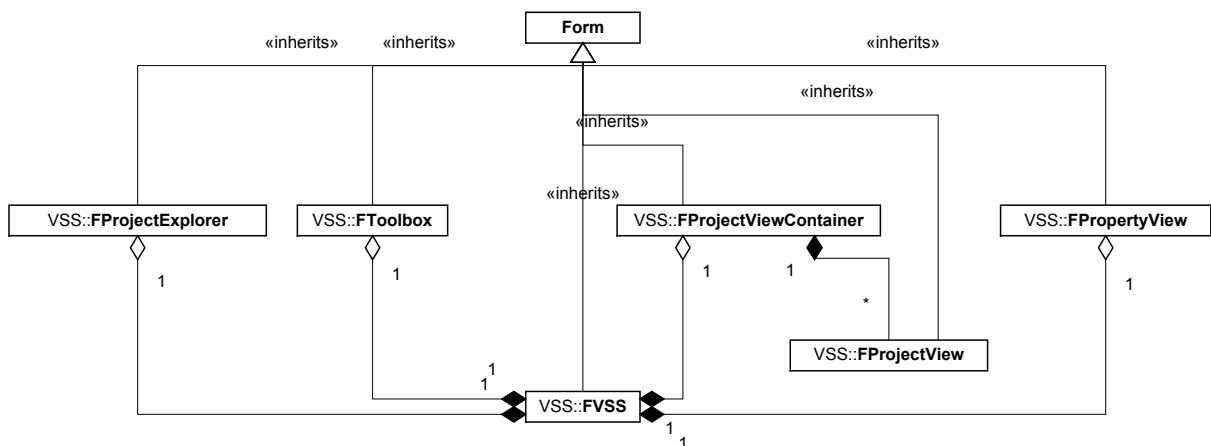 Form
«inherits»
«inherits»
«inherits»
«inherits»
«inherits»
«inherits»
VSS::FProjectExplorer
VSS::FToolbox
VSS::FProjectViewContainer
VSS::FPropertyView
1
1
1
1
1
*
VSS::FProjectView
1
1
VSS::FVSS
1
1